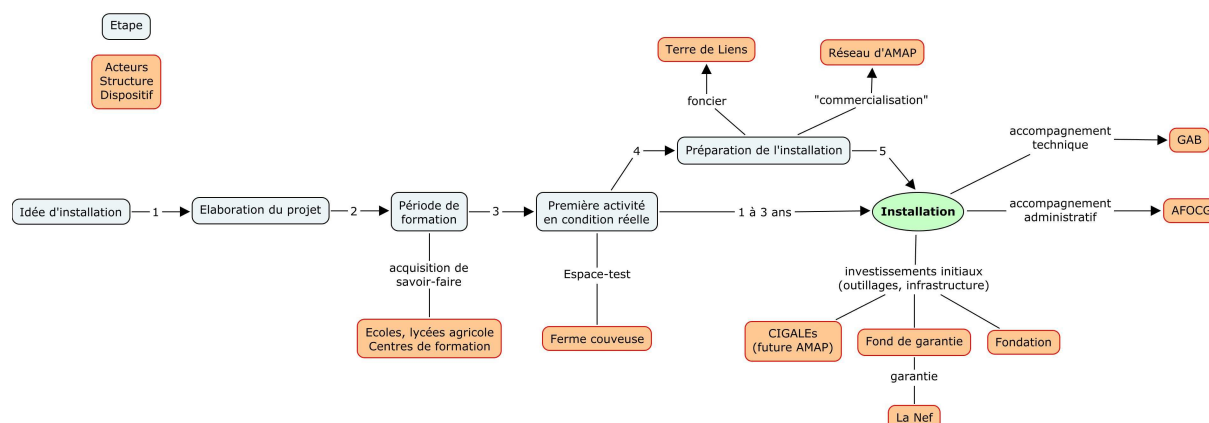 Etape
Acteurs
Structure
Dispositif
Terre de Liens
Réseau d'AMAP
foncier
"commercialisation"
4
Préparation de l'installation
5
accompagnement
technique
GAB
Idée d'installation
1
Elaboration du projet
2
Période de
formation
3
Première activité
en condition réelle
1 à 3 ans
Installation
accompagnement
administratif
AFOCG
acquisition de
savoir-faire
Espace-test
investissements initiaux
(outillages, infrastructure)
Ecoles, lycées agricole
Centres de formation
Ferme couveuse
CIGALEs
(future AMAP)
Fond de garantie
Fondation
garantie
La Nef